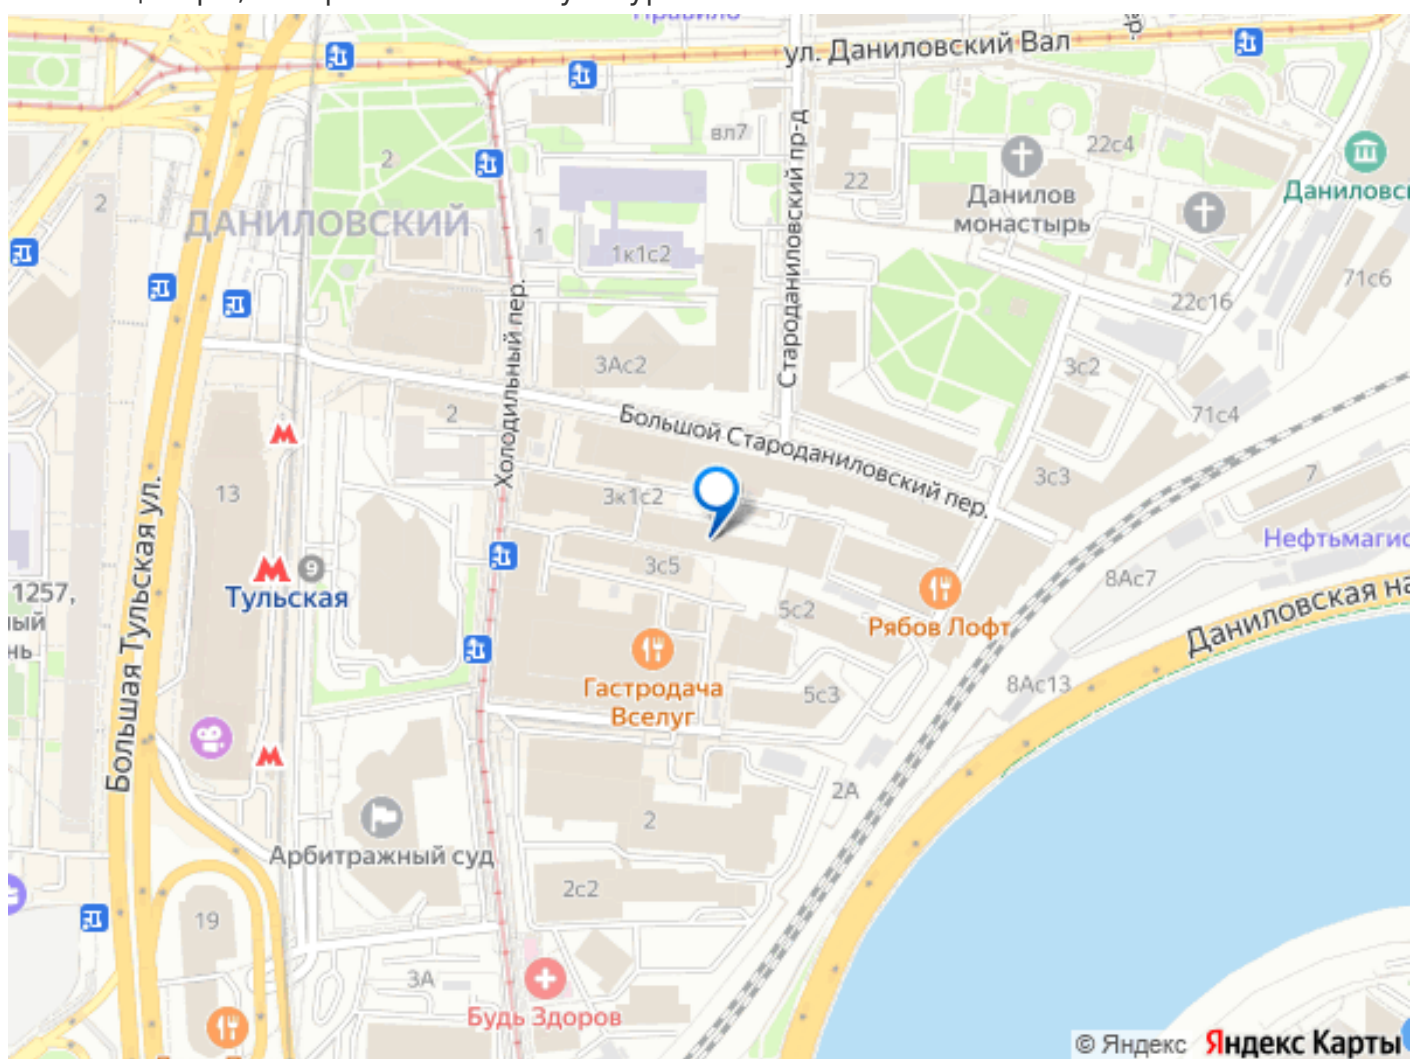 ул. Даниловский Вал
вл7
Староданиловский пр-д
22с4
2
22
Данилов
монастырь
Даниловс
2
ДАНИЛОВСКИЙ
1
1к1с2
71с6
22с16
Холодильный пер.
3Ас2
3с2
2
Большой Староданиловский пер.
71с4
13
3к1с2
3с3
7
Нефтьмагис
Большая Тульская ул.
9
Тульская
3с5
8Ас7
1257,
ный
нь
5с2
Рябов Лофт
Даниловская на
Гастродача
Вселуг
5с3
8Ас13
2А
2
Арбитражный суд
2с2
19
3А
Будь Здоров
© Яндекс Яндекс Карты